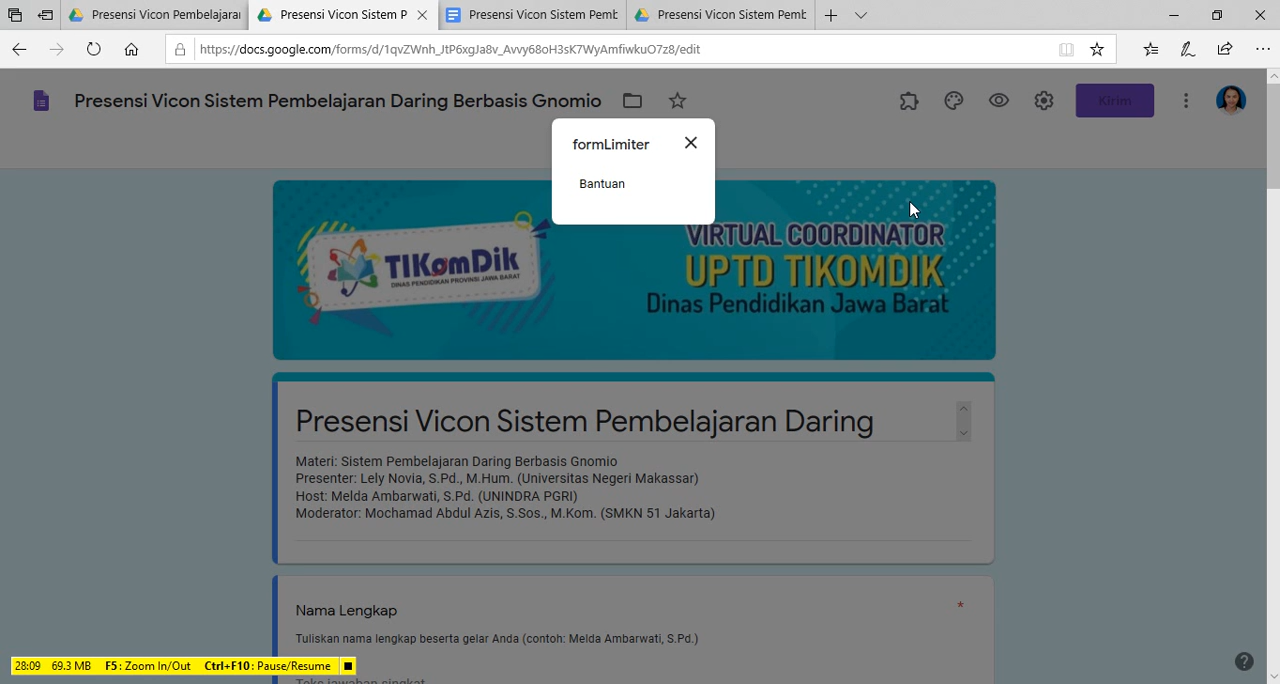 Presensi Vicon Pembelajaran
Presensi Vicon Sistem P
Presensi Vicon Sistem Pemb
Presensi Vicon Sistem Pemb
https://docs.google.com/forms/d/1qvZWnh_JtP6xgJa8v_Avvy68oH3sK7WyAmfiwkuO7z8/edit
Presensi Vicon Sistem Pembelajaran Daring Berbasis Gnomio
Kirim
formLimiter
Bantuan
TIKomDik
DINAS PENDIDIKAN PROVINSI JAWA BARAT
VIRTUAL COORDINATOR
UPTD TIKOMDIK
Dinas Pendidikan Jawa Barat
Presensi Vicon Sistem Pembelajaran Daring
Materi: Sistem Pembelajaran Daring Berbasis Gnomio
Presenter: Lely Novia, S.Pd., M.Hum. (Universitas Negeri Makassar)
Host: Melda Ambarwati, S.Pd. (UNINDRA PGRI)
Moderator: Mochamad Abdul Azis, S.Sos., M.Kom. (SMKN 51 Jakarta)
Nama Lengkap *
Tuliskan nama lengkap beserta gelar Anda (contoh: Melda Ambarwati, S.Pd.)
Teks jawaban singkat
28:09 69.3 MB F5: Zoom In/Out Ctrl+F10: Pause/Resume